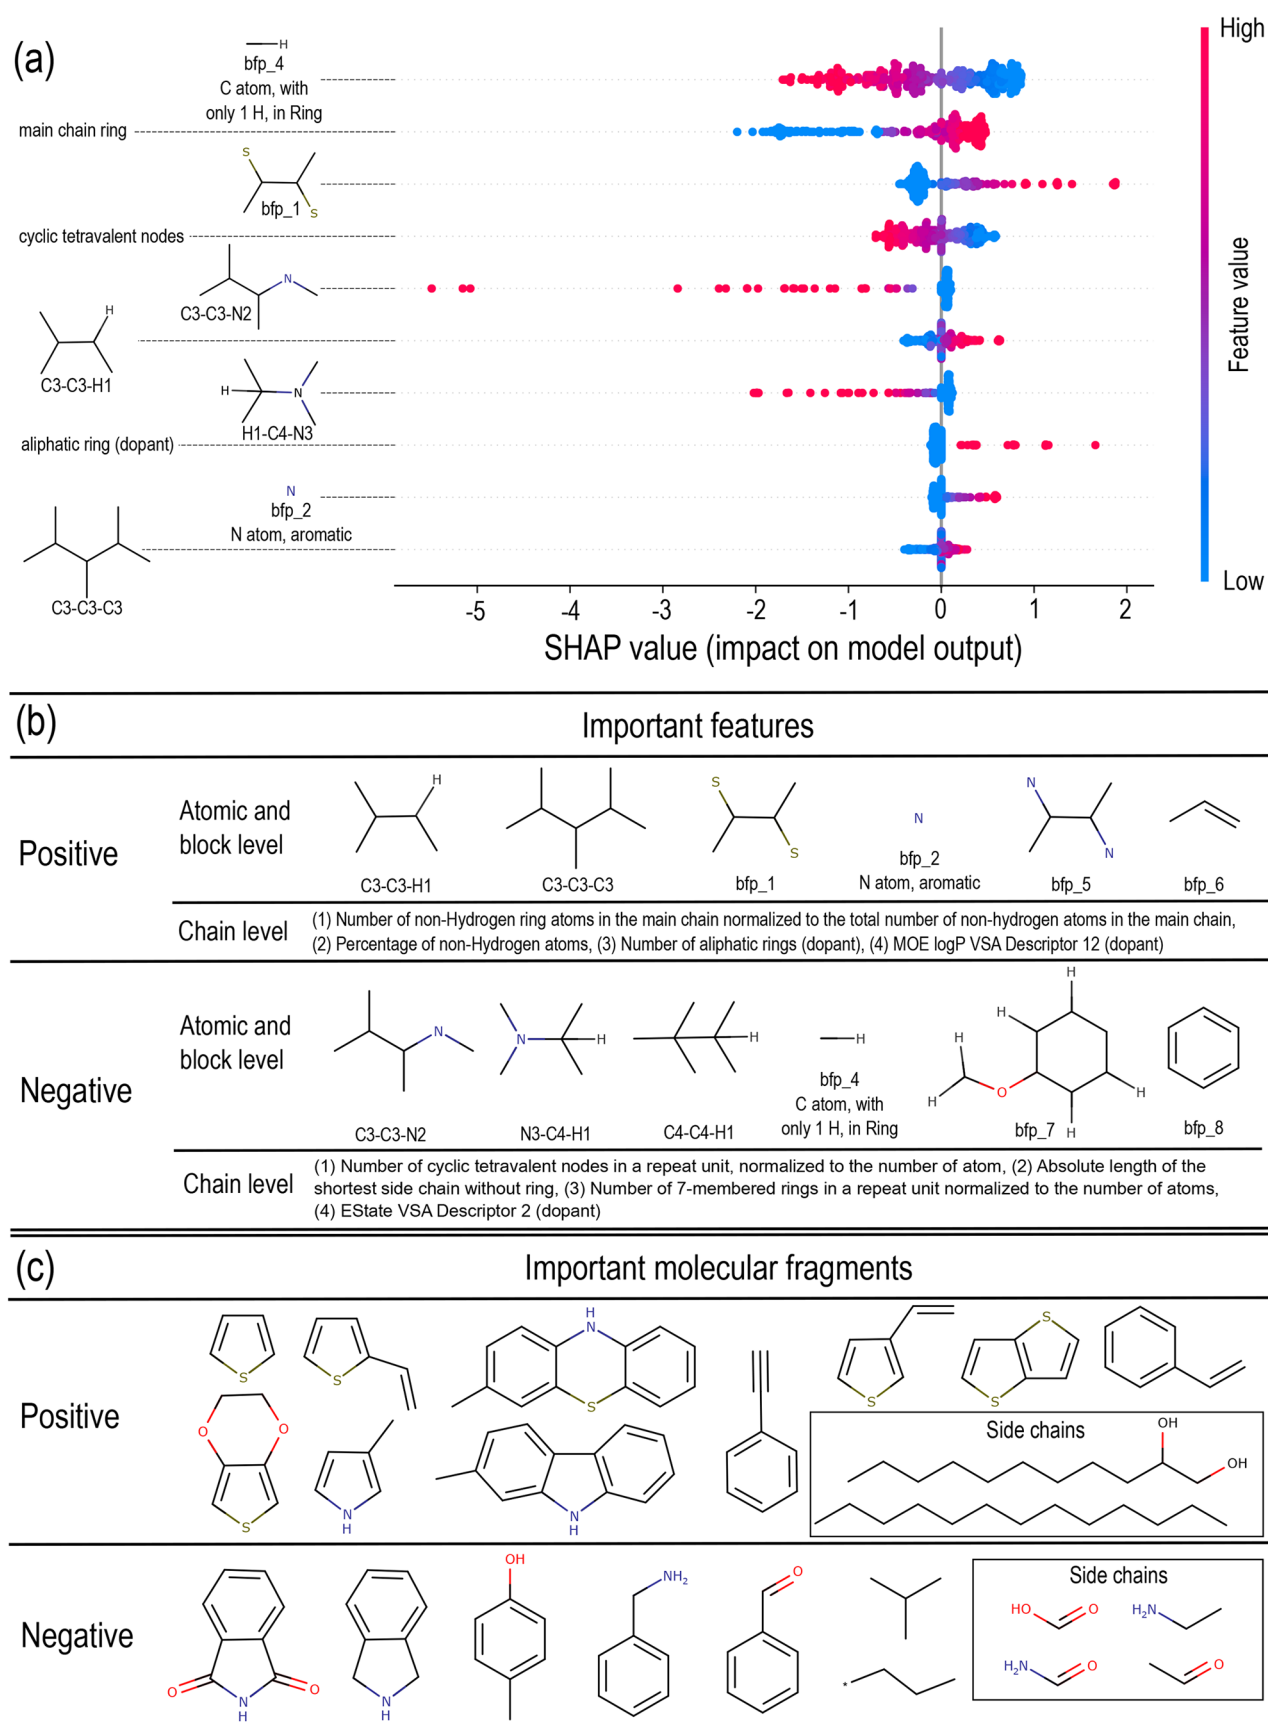 (a)
High
H
bfp_4
C atom, with
only 1 H, in Ring
main chain ring
S
bfp_1
S
cyclic tetravalent nodes
N
C3-C3-N2
H
C3-C3-H1
H
N
H1-C4-N3
aliphatic ring (dopant)
N
bfp_2
N atom, aromatic
C3-C3-C3
Feature value
Low
-5 -4 -3 -2 -1 0 1 2
SHAP value (impact on model output)
(b)
Important features
Positive
Atomic and
block level
H
C3-C3-H1
C3-C3-C3
S
S
bfp_1
N
bfp_2
N atom, aromatic
N
N
bfp_5
bfp_6
Chain level
(1) Number of non-Hydrogen ring atoms in the main chain normalized to the total number of non-hydrogen atoms in the main chain,
(2) Percentage of non-Hydrogen atoms, (3) Number of aliphatic rings (dopant), (4) MOE logP VSA Descriptor 12 (dopant)
Negative
Atomic and
block level
N
C3-C3-N2
N
H
N3-C4-H1
H
C4-C4-H1
H
bfp_4
C atom, with
only 1 H, in Ring
H
H
H
H
O
H
H
bfp_7
bfp_8
Chain level
(1) Number of cyclic tetravalent nodes in a repeat unit, normalized to the number of atom, (2) Absolute length of the
shortest side chain without ring, (3) Number of 7-membered rings in a repeat unit normalized to the number of atoms,
(4) EState VSA Descriptor 2 (dopant)
(c)
Important molecular fragments
Positive
S
S
H
N
S
S
S
S
O
O
S
N
H
N
H
Side chains
OH
OH
Negative
O
O
N
H
N
H
OH
NH2
O
*
Side chains
HO
O
H2N
H2N
O
O